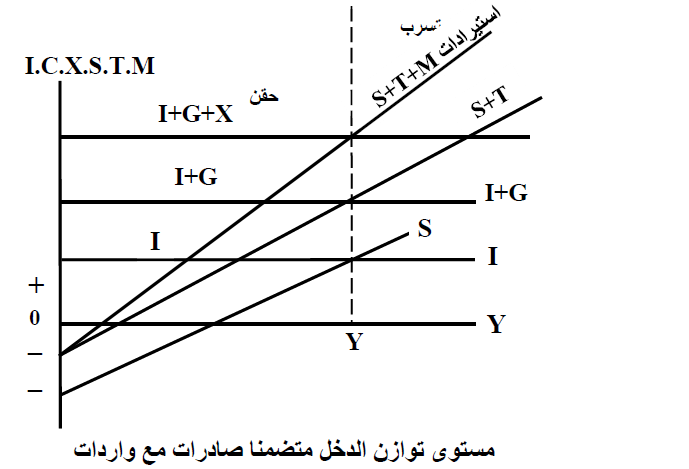 تسرب
استيرادات S+T+M
I.C.X.S.T.M
حقن
I+G+X
S+T
I+G
I+G
S
I
I
+
0
Y
Y
–
–
مستوى توازن الدخل متضمنا صادرات مع واردات